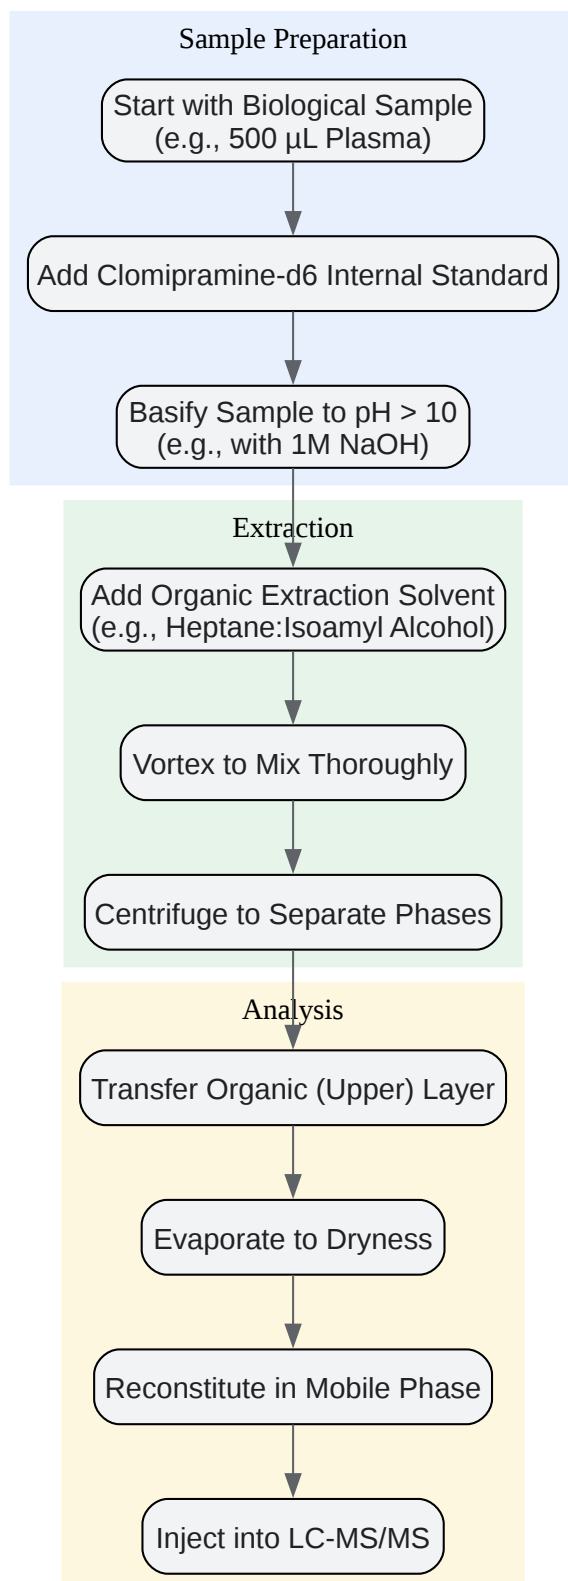 Sample Preparation
Start with Biological Sample
(e.g., 500 µL Plasma)
Add Clomipramine-d6 Internal Standard
Basify Sample to pH > 10
(e.g., with 1M NaOH)
Extraction
Add Organic Extraction Solvent
(e.g., Heptane:Isoamyl Alcohol)
Vortex to Mix Thoroughly
Centrifuge to Separate Phases
Analysis
Transfer Organic (Upper) Layer
Evaporate to Dryness
Reconstitute in Mobile Phase
Inject into LC-MS/MS